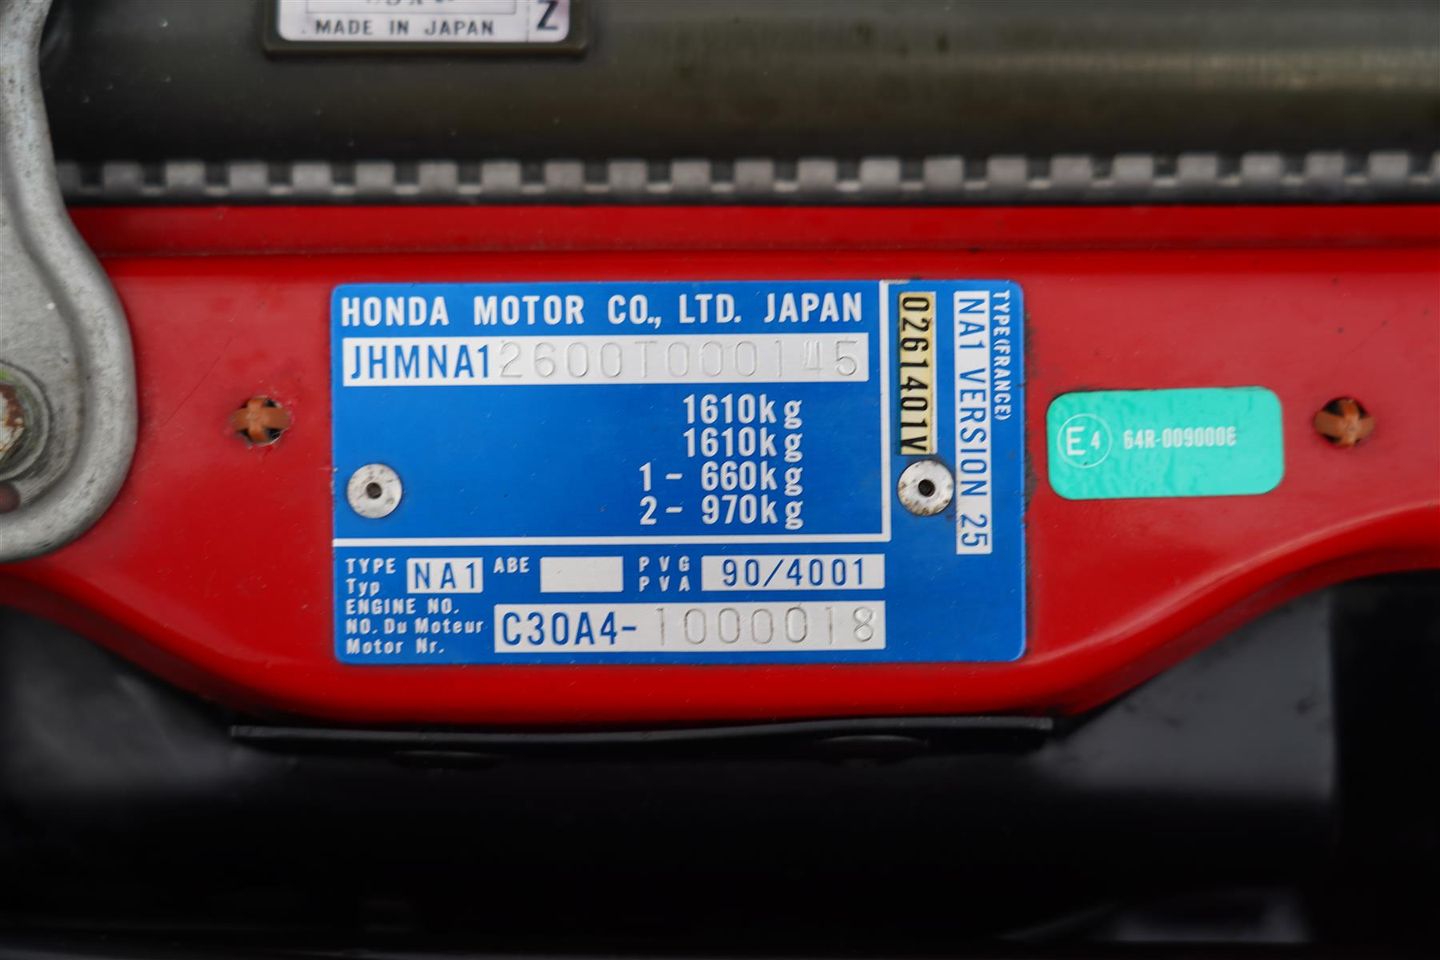 MADE IN JAPAN
Z
HONDA MOTOR CO., LTD. JAPAN
JHMNA12600T000145
1610kg
1610kg
1 - 660kg
2 - 970kg
0261401V
TYPE (FRANCE)
NA1 VERSION 25
TYPE
Typ
NA1
ABE
PVG
PVA
90/4001
ENGINE NO.
NO. Du Moteur
Motor Nr.
C30A4-1000018
E4
64R-009000